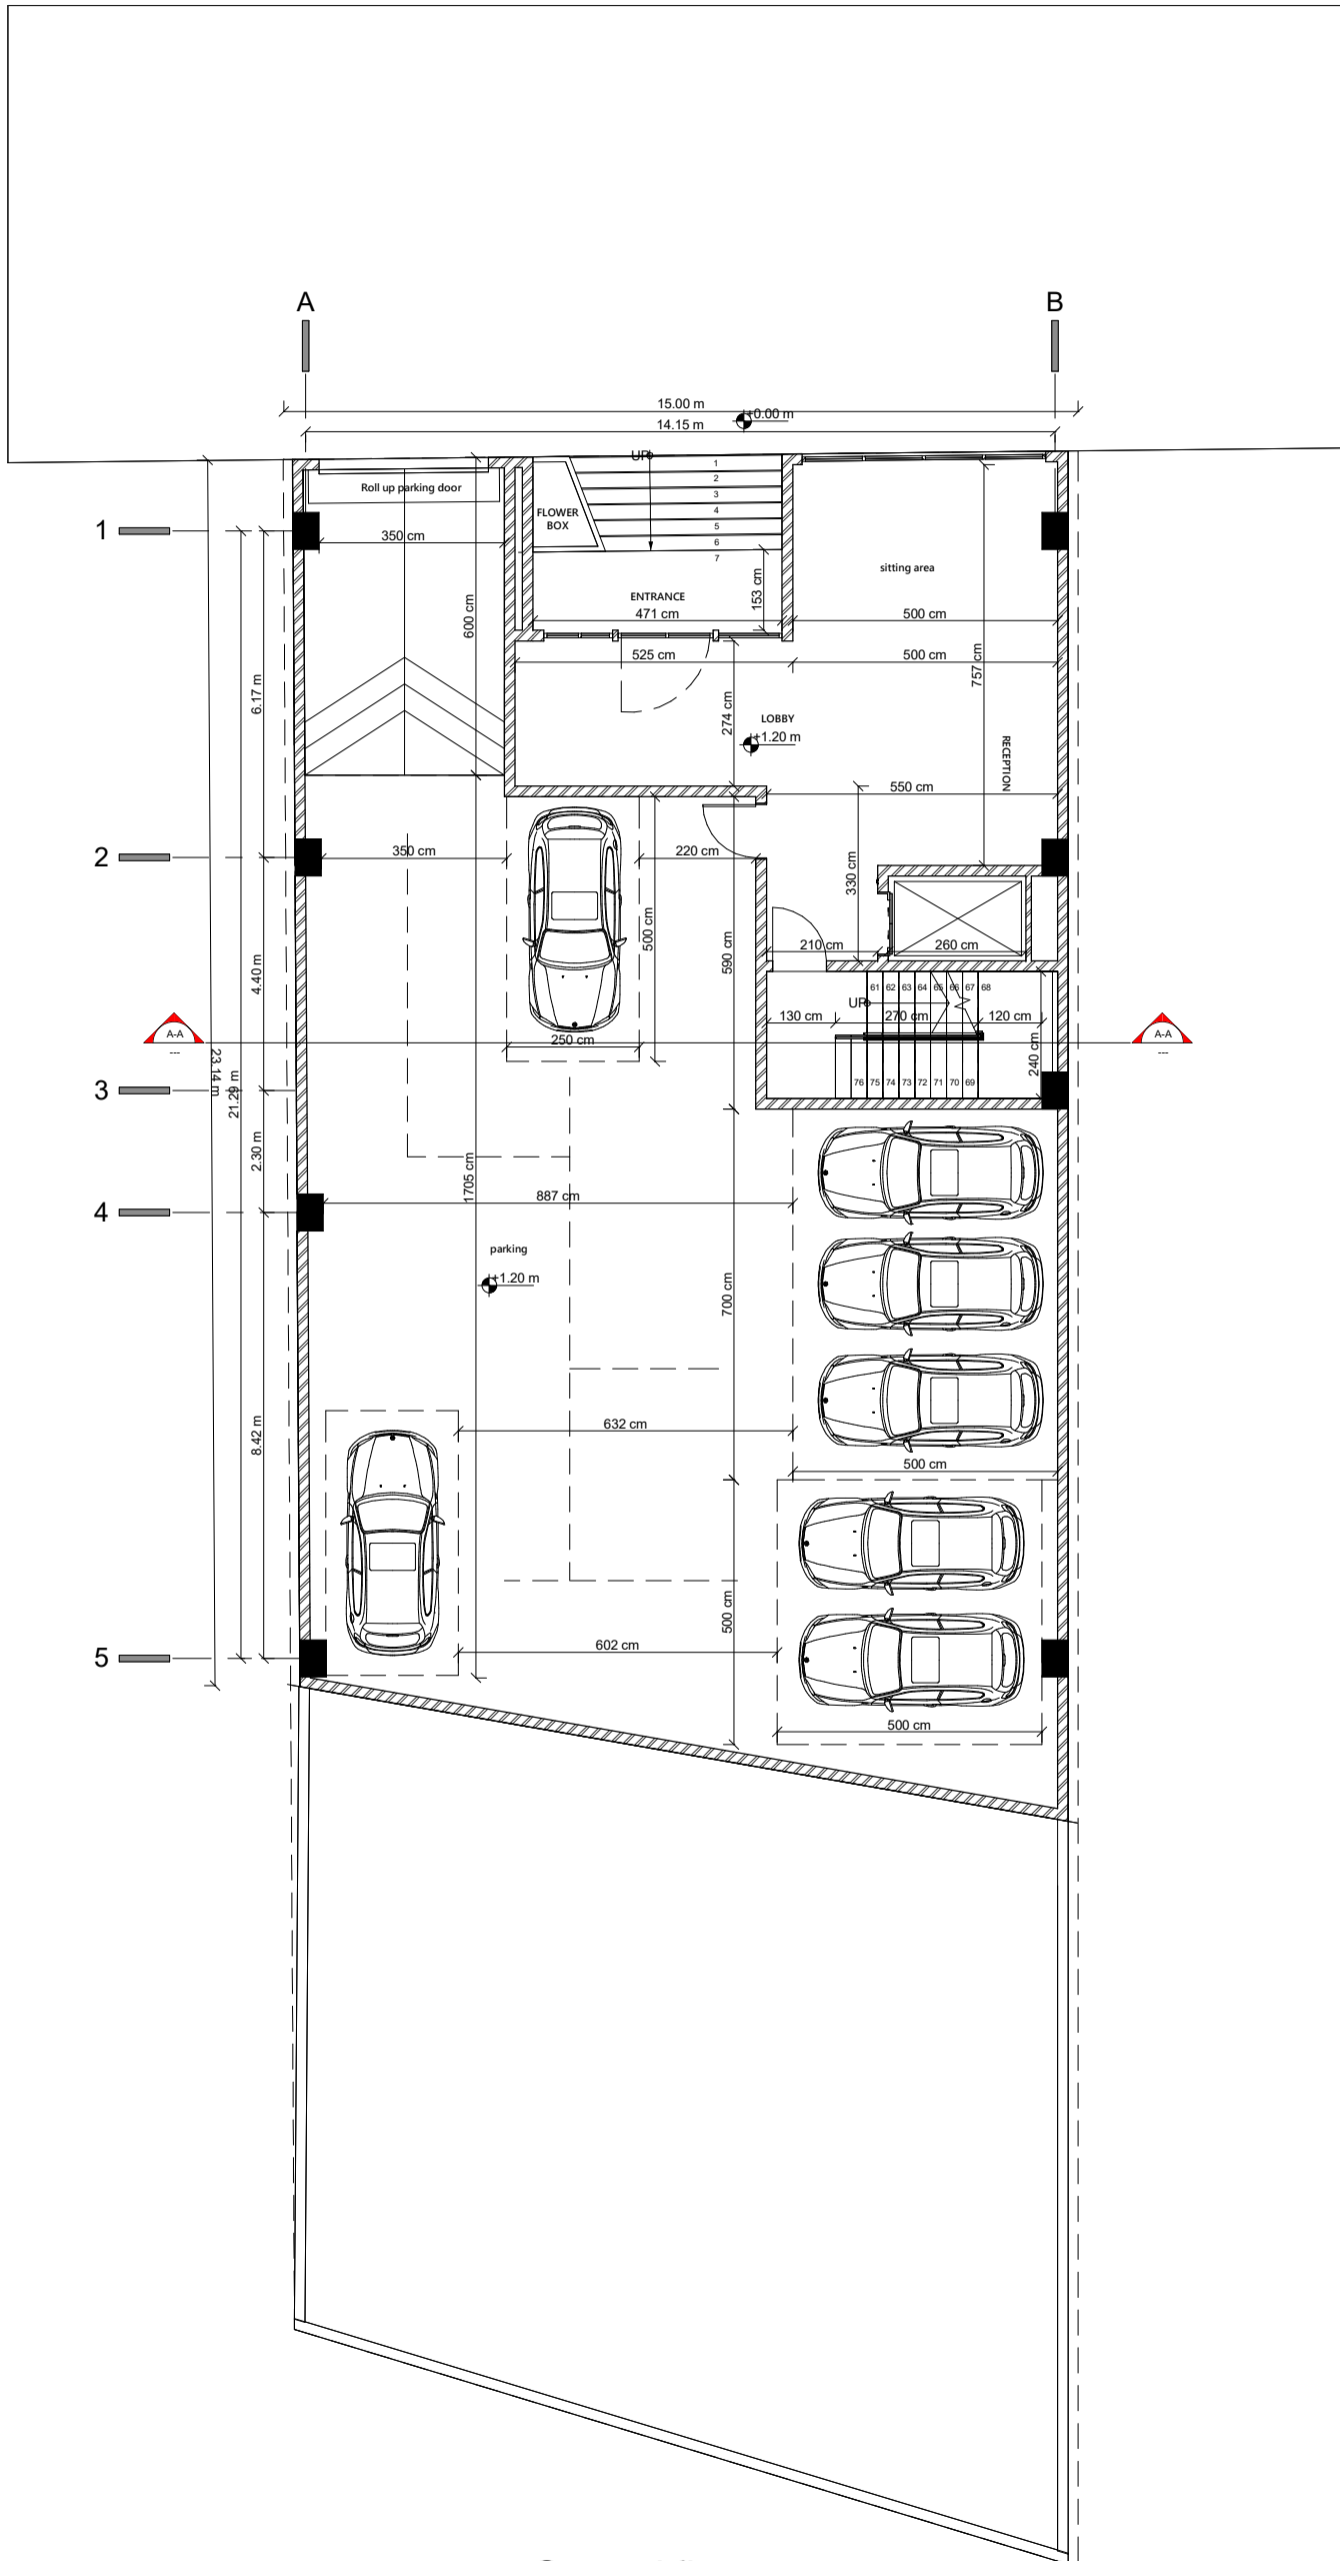 A
B
15.00 m
+0.00 m
14.15 m
UP
1
2
3
4
5
6
7
Roll up parking door
FLOWER
BOX
1
350 cm
sitting area
153 cm
ENTRANCE
471 cm
500 cm
600 cm
525 cm
500 cm
757 cm
6.17 m
274 cm
LOBBY
+1.20 m
RECEPTION
550 cm
2
350 cm
220 cm
330 cm
500 cm
590 cm
210 cm
260 cm
4.40 m
61
62
63
64
65
66
67
68
UP
130 cm
270 cm
120 cm
A-A
---
A-A
---
250 cm
240 cm
23.14 m
21.29 m
3
76
75
74
73
72
71
70
69
2.30 m
1705 cm
4
887 cm
parking
+1.20 m
700 cm
8.42 m
632 cm
500 cm
500 cm
5
602 cm
500 cm